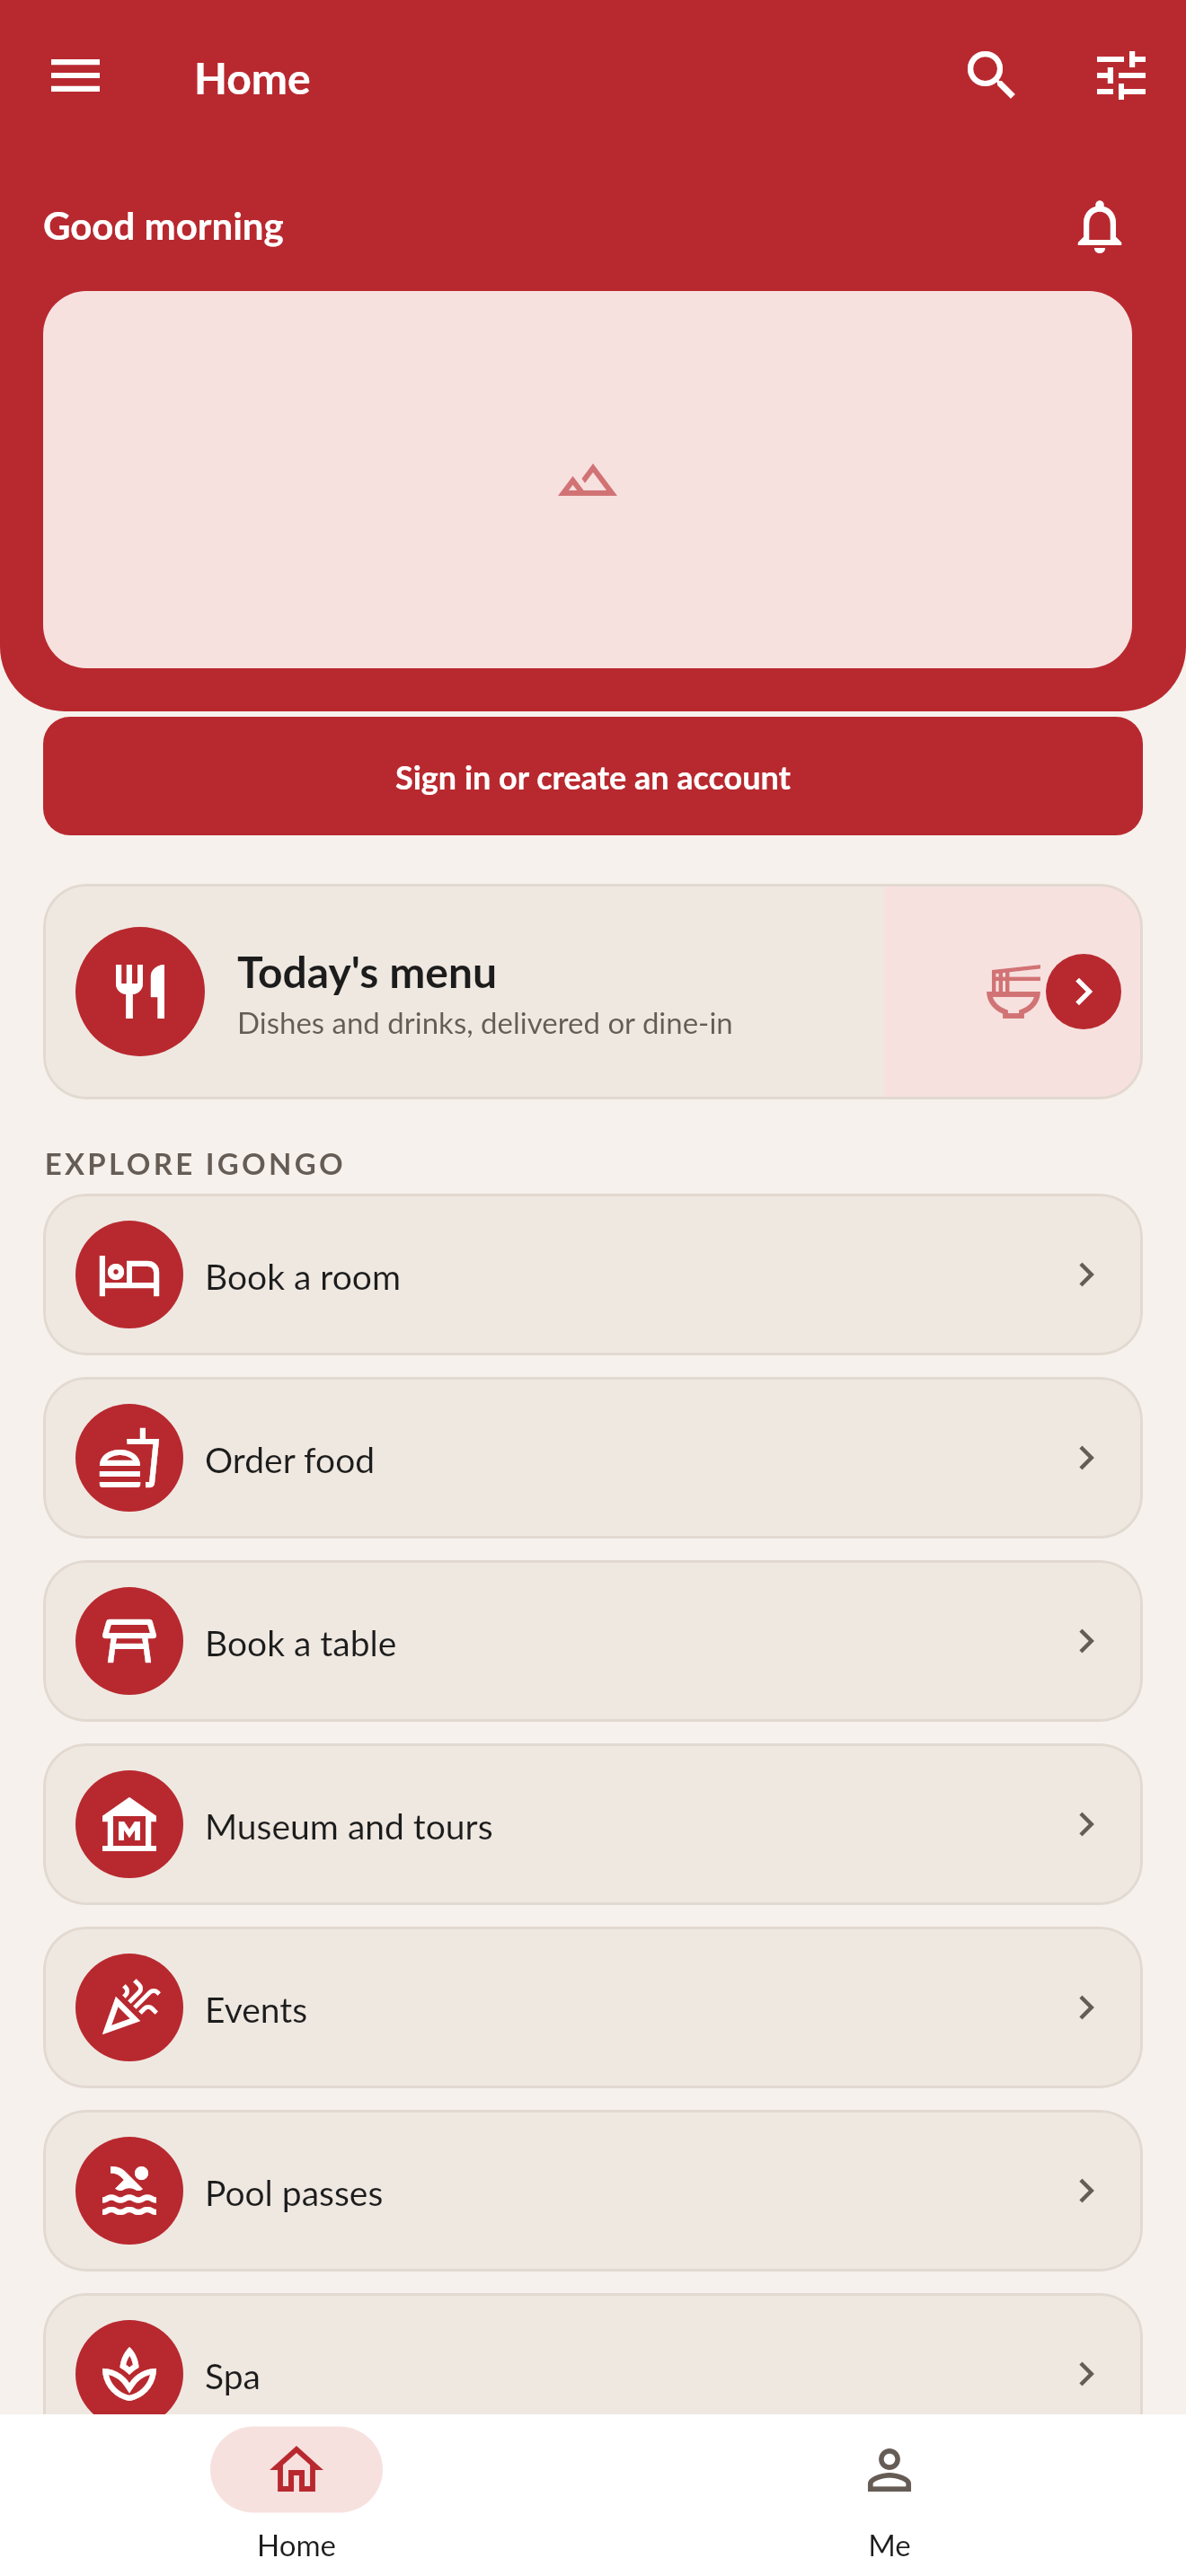 Home
Good morning
Sign in or create an account
Today's menu
Dishes and drinks, delivered or dine-in
EXPLORE IGONGO
Book a room
Order food
Book a table
M
Museum and tours
Events
Pool passes
Spa
Home
Me